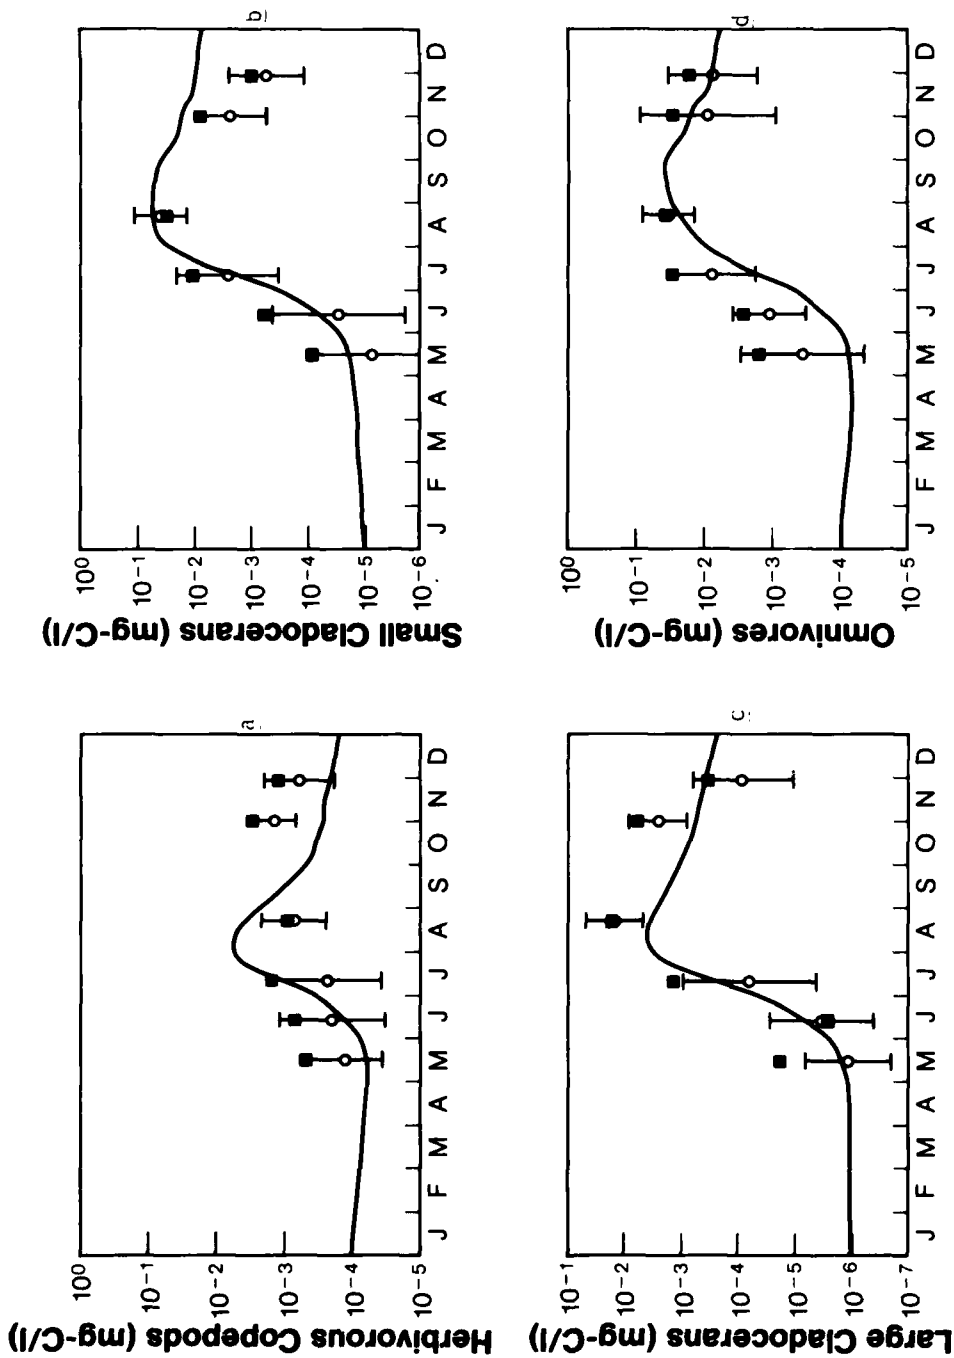 a
Herbivorous Copepods (mg-C/l)
10⁰
10⁻¹
10⁻²
10⁻³
10⁻⁴
10⁻⁵
J F M A M J J A S O N D
b
Small Cladocerans (mg-C/l)
10⁰
10⁻¹
10⁻²
10⁻³
10⁻⁴
10⁻⁵
10⁻⁶
J F M A M J J A S O N D
c
Large Cladocerans (mg-C/l)
10⁻¹
10⁻²
10⁻³
10⁻⁴
10⁻⁵
10⁻⁶
10⁻⁷
J F M A M J J A S O N D
d
Omnivores (mg-C/l)
10⁰
10⁻¹
10⁻²
10⁻³
10⁻⁴
10⁻⁵
J F M A M J J A S O N D